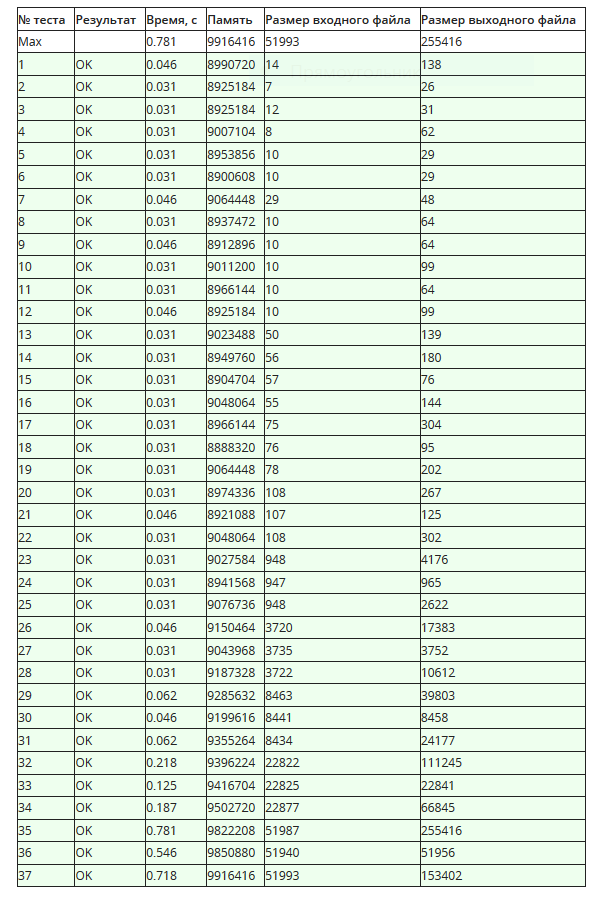 № теста Результат Время, с Память Размер входного файла Размер выходного файла
Max 0.781 9916416 51993 255416
1 OK 0.046 8990720 14 138
2 OK 0.031 8925184 7 26
3 OK 0.031 8925184 12 31
4 OK 0.031 9007104 8 62
5 OK 0.031 8953856 10 29
6 OK 0.031 8900608 10 29
7 OK 0.046 9064448 29 48
8 OK 0.031 8937472 10 64
9 OK 0.046 8912896 10 64
10 OK 0.031 9011200 10 99
11 OK 0.031 8966144 10 64
12 OK 0.046 8925184 10 99
13 OK 0.031 9023488 50 139
14 OK 0.031 8949760 56 180
15 OK 0.031 8904704 57 76
16 OK 0.031 9048064 55 144
17 OK 0.031 8966144 75 304
18 OK 0.031 8888320 76 95
19 OK 0.031 9064448 78 202
20 OK 0.031 8974336 108 267
21 OK 0.046 8921088 107 125
22 OK 0.031 9048064 108 302
23 OK 0.031 9027584 948 4176
24 OK 0.031 8941568 947 965
25 OK 0.031 9076736 948 2622
26 OK 0.046 9150464 3720 17383
27 OK 0.031 9043968 3735 3752
28 OK 0.031 9187328 3722 10612
29 OK 0.062 9285632 8463 39803
30 OK 0.046 9199616 8441 8458
31 OK 0.062 9355264 8434 24177
32 OK 0.218 9396224 22822 111245
33 OK 0.125 9416704 22825 22841
34 OK 0.187 9502720 22877 66845
35 OK 0.781 9822208 51987 255416
36 OK 0.546 9850880 51940 51956
37 OK 0.718 9916416 51993 153402